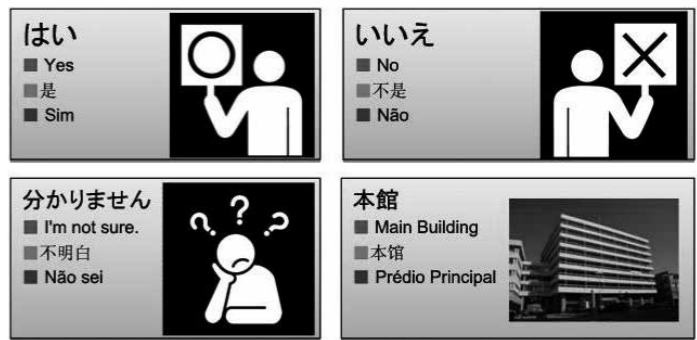 はい
Yes
是
Sim
いいえ
No
不是
Não
分かりません
I'm not sure.
不明白
Não sei
本館
Main Building
本馆
Prédio Principal